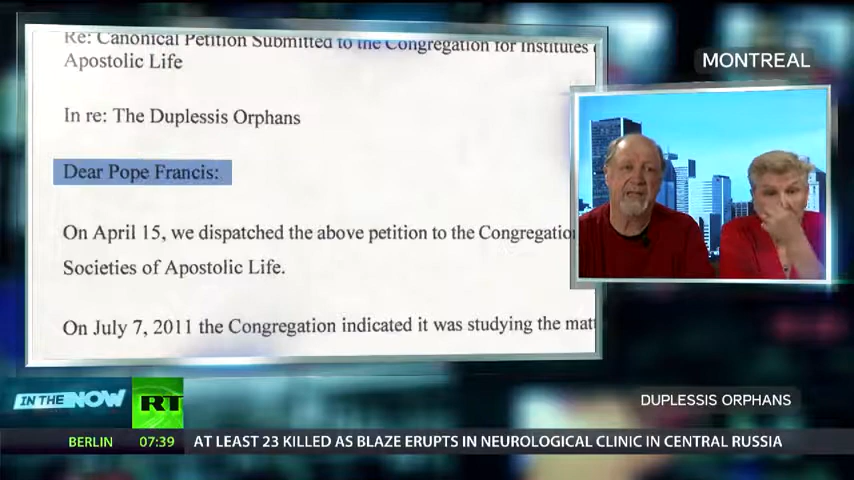 Re: Canonical Petition Submitted to the Congregation for Institutes
Apostolic Life
In re: The Duplessis Orphans
Dear Pope Francis:
On April 15, we dispatched the above petition to the Congregation
Societies of Apostolic Life.
On July 7, 2011 the Congregation indicated it was studying the matt
MONTREAL
IN THE NOW
RT
DUPLESSIS ORPHANS
BERLIN 07:39 AT LEAST 23 KILLED AS BLAZE ERUPTS IN NEUROLOGICAL CLINIC IN CENTRAL RUSSIA